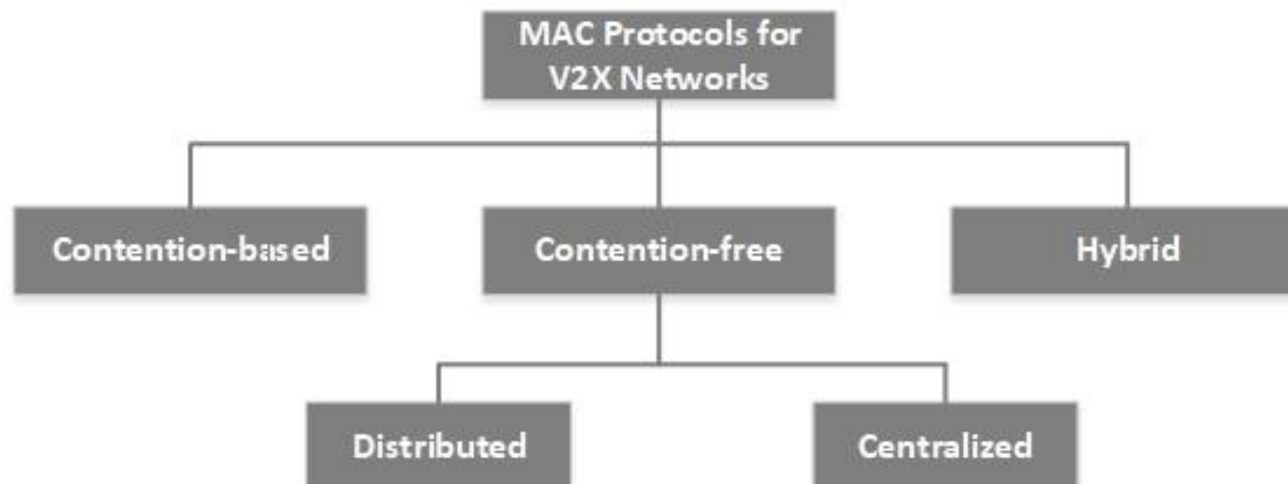 MAC Protocols for
V2X Networks
Contention-based
Contention-free
Hybrid
Distributed
Centralized